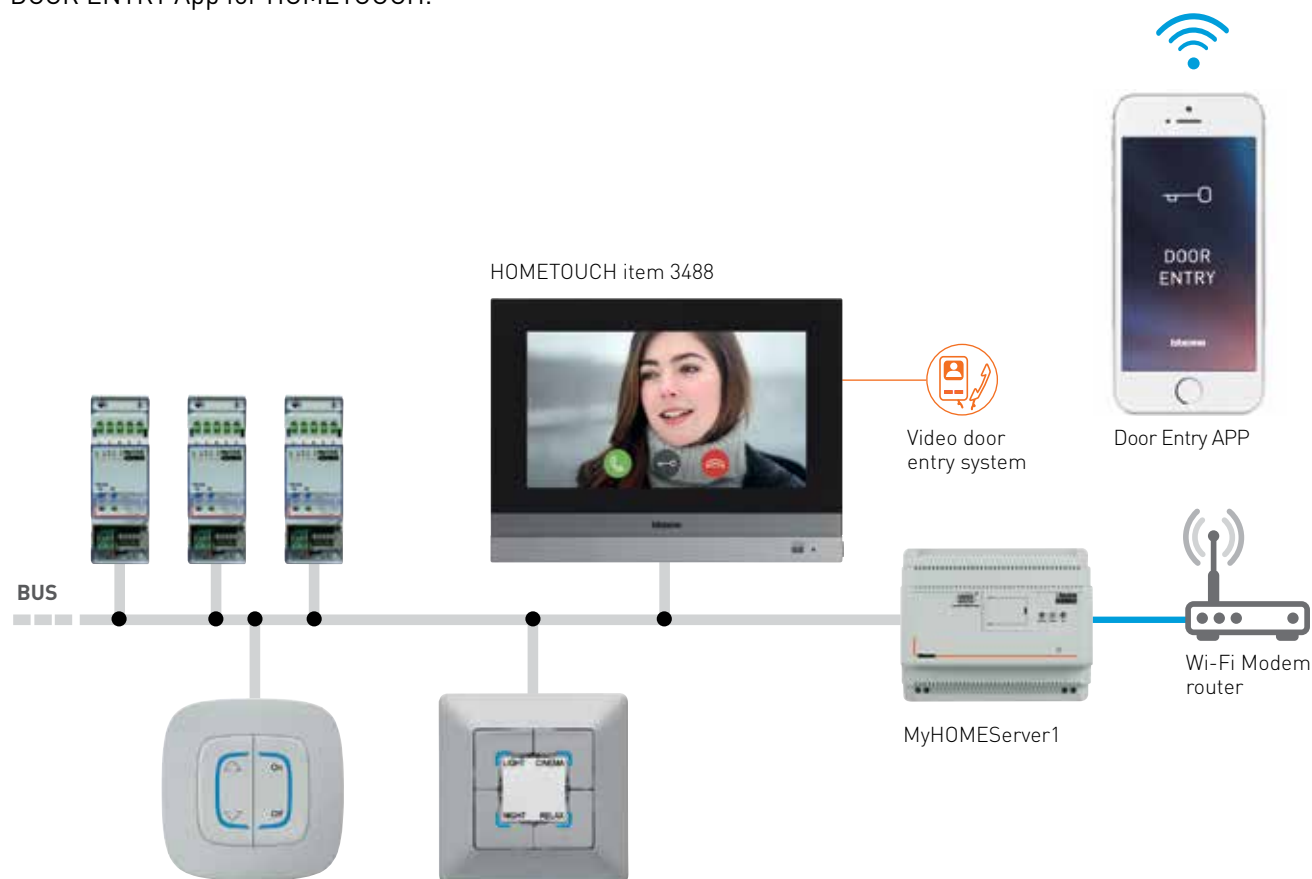 DOOR ENTRY App for HOMETOUCH.
HOMETOUCH item 3488
DOOR
ENTRY
bticino
Video door
entry system
Door Entry APP
BUS
Wi-Fi Modem
router
MyHOMEServer1
On
Off
LIGHT CINEMA
NIGHT RELAX